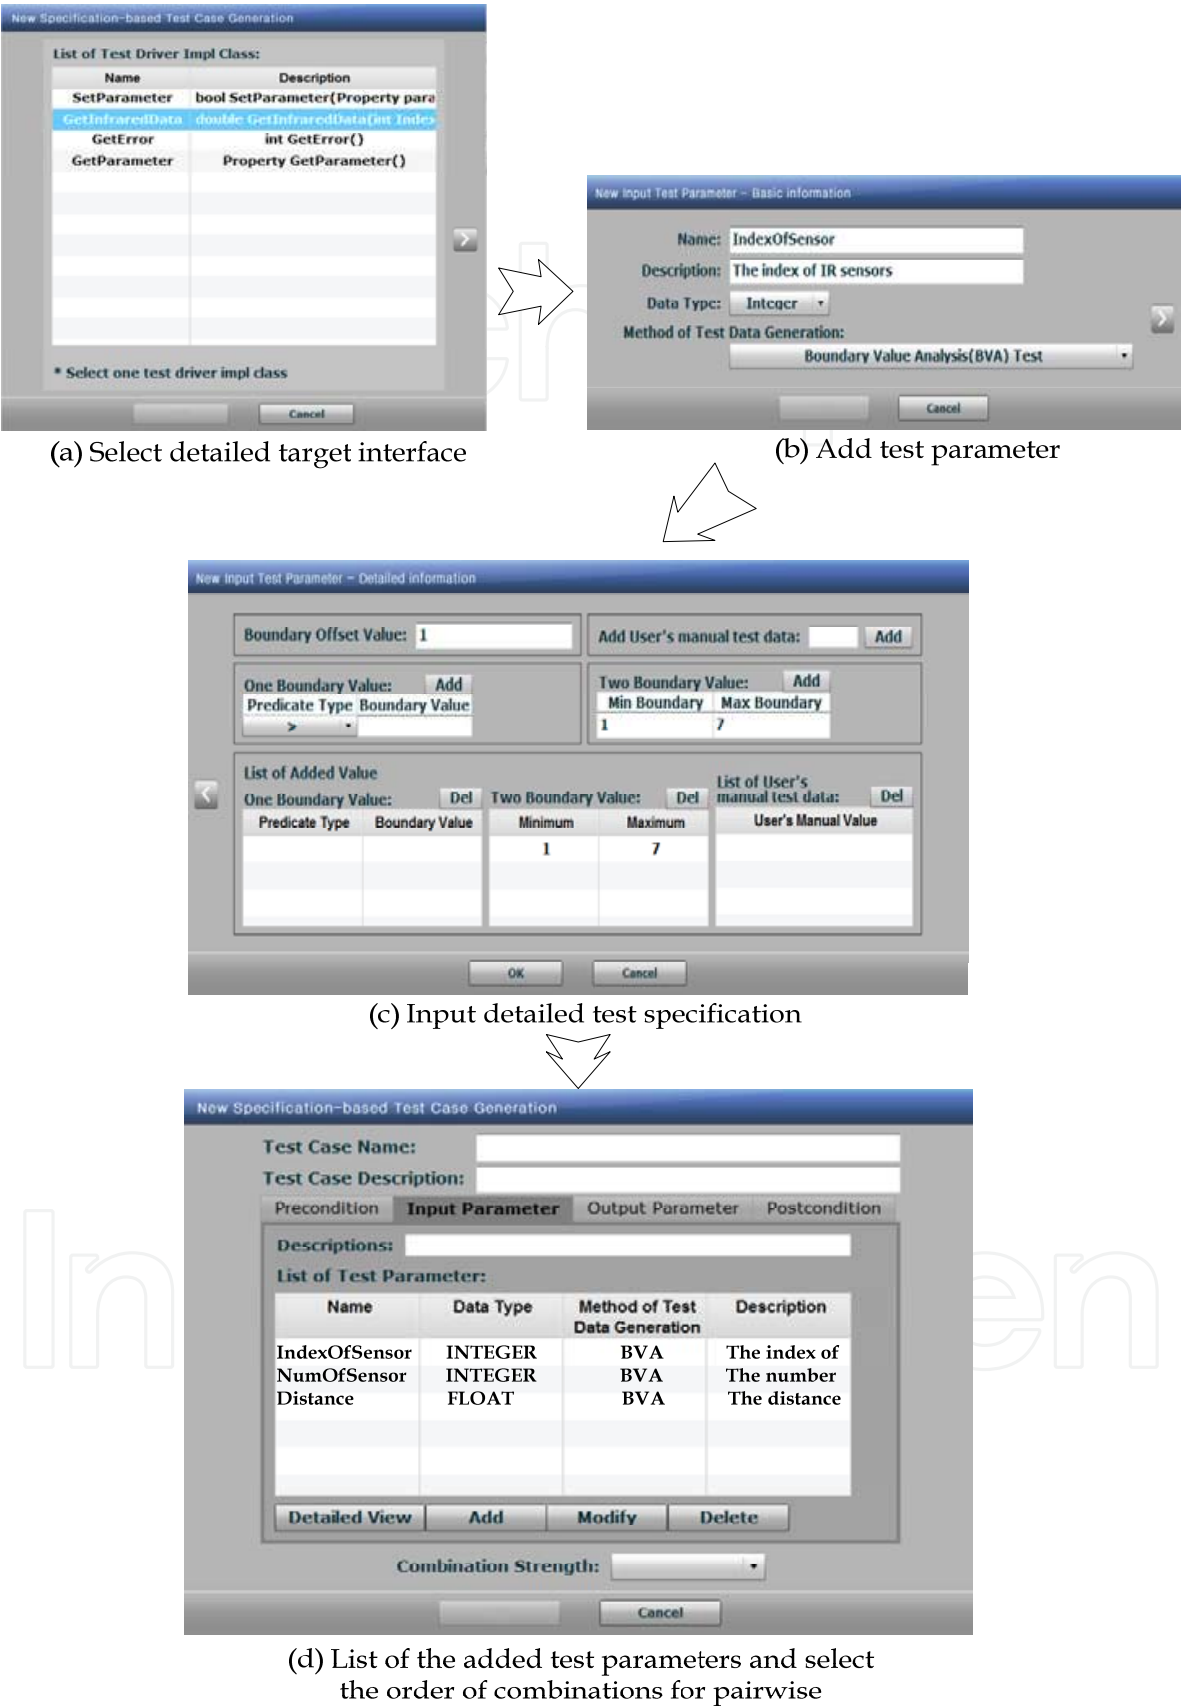 New Specification-based Test Case Generation
List of Test Driver Impl Class:
Name Description
SetParameter bool SetParameter(Property para
GetInfraredData double GetInfraredData(int Index
GetError int GetError()
GetParameter Property GetParameter()
>
* Select one test driver impl class
Cancel
(a) Select detailed target interface
New Input Test Parameter - Basic information
Name: IndexOfSensor
Description: The index of IR sensors
Data Type: Integer
Method of Test Data Generation:
Boundary Value Analysis(BVA) Test
>
Cancel
(b) Add test parameter
New Input Test Parameter - Detailed information
Boundary Offset Value: 1
Add User's manual test data: Add
One Boundary Value: Add
Predicate Type Boundary Value
>
Two Boundary Value: Add
Min Boundary Max Boundary
1 7
<
List of Added Value
One Boundary Value: Del
Predicate Type Boundary Value
Two Boundary Value: Del
Minimum Maximum
1 7
List of User's
manual test data: Del
User's Manual Value
OK Cancel
(c) Input detailed test specification
New Specification-based Test Case Generation
Test Case Name:
Test Case Description:
Precondition Input Parameter Output Parameter Postcondition
Descriptions:
List of Test Parameter:
Name Data Type Method of Test Description
Data Generation
IndexOfSensor INTEGER BVA The index of
NumOfSensor INTEGER BVA The number
Distance FLOAT BVA The distance
Detailed View Add Modify Delete
Combination Strength:
Cancel
(d) List of the added test parameters and select
the order of combinations for pairwise